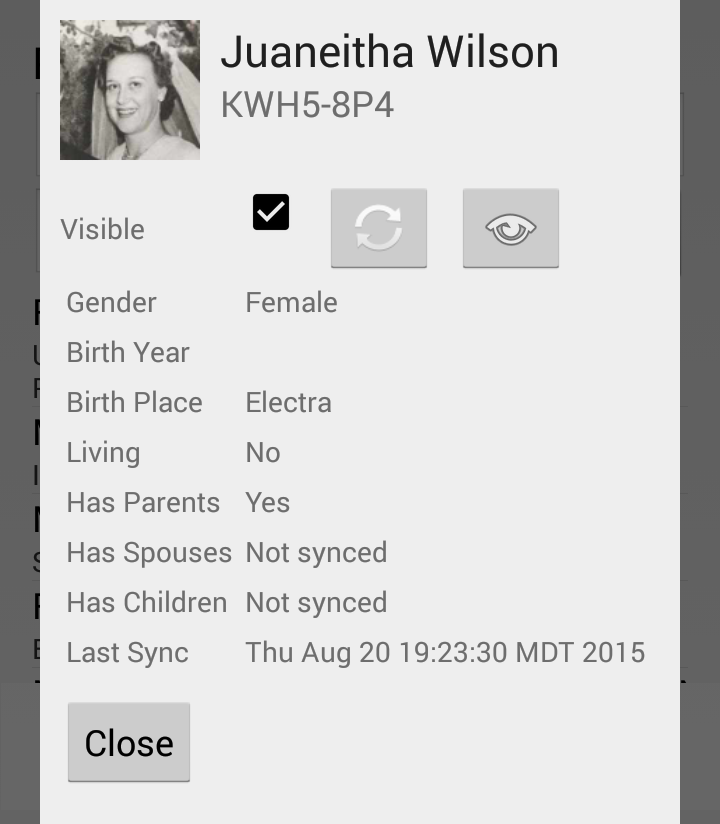 Juaneitha Wilson
KWH5-8P4
Visible
Gender Female
Birth Year
Birth Place Electra
Living No
Has Parents Yes
Has Spouses Not synced
Has Children Not synced
Last Sync Thu Aug 20 19:23:30 MDT 2015
Close